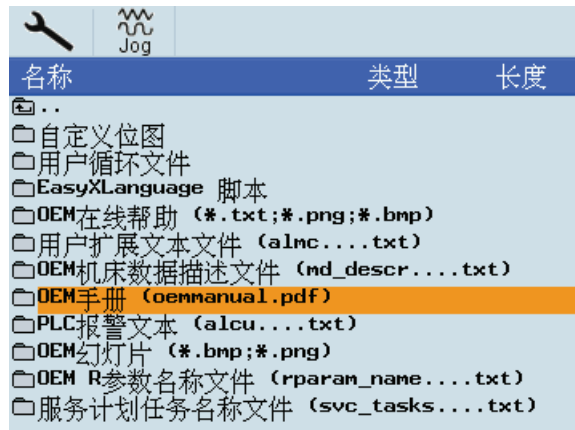 Jog
名称 类型 长度
..
自定义位图
用户循环文件
EasyXLanguage 脚本
OEM在线帮助 (*.txt;*.png;*.bmp)
用户扩展文本文件 (almc....txt)
OEM机床数据描述文件 (md_descr....txt)
OEM手册 (oemmanual.pdf)
PLC报警文本 (alcu....txt)
OEM幻灯片 (*.bmp;*.png)
OEM R参数名称文件 (rparam_name....txt)
服务计划任务名称文件 (svc_tasks....txt)